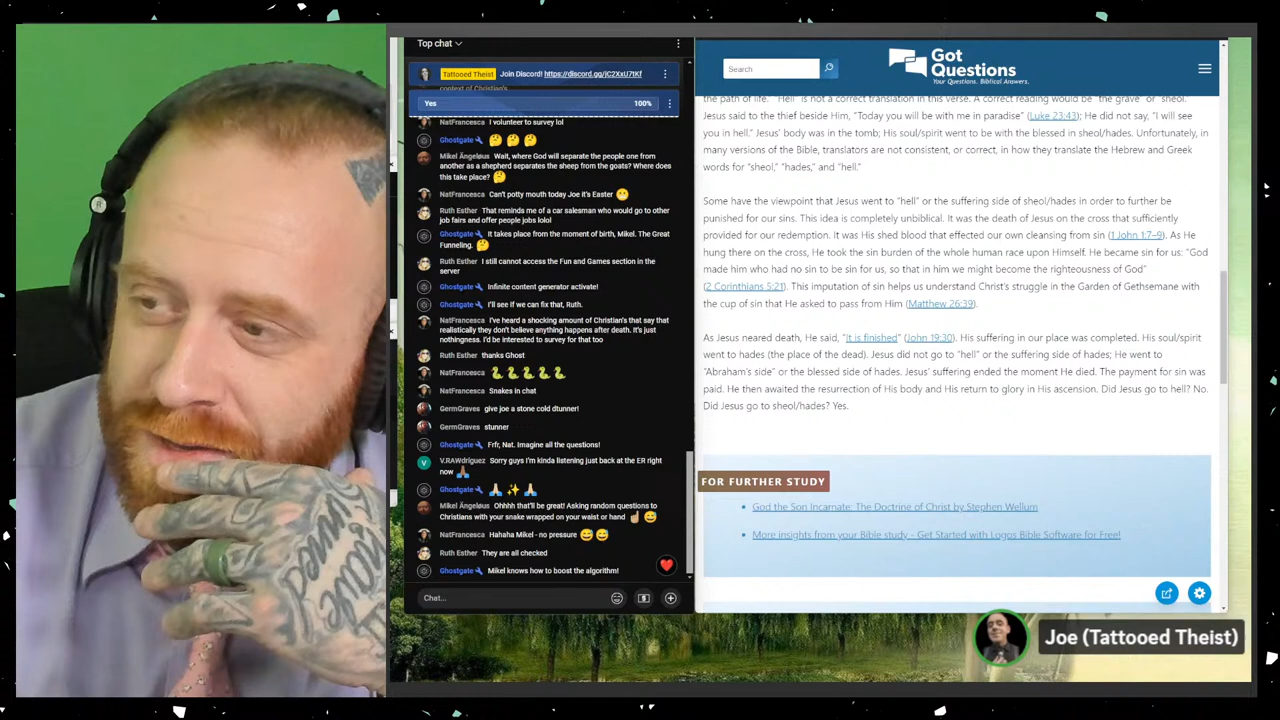 Top chat
Tattooed Theist Join Discord! https://discord.gg/jC2XxU7tKf
context of Christian's
Yes 100%
NatFrancesca I volunteer to survey lol
Ghostgate 🤔 🤔 🤔
Mikel Ängeløus Wait, where God will separate the people one from
another as a shepherd separates the sheep from the goats? Where does
this take place? 🤔
NatFrancesca Can't potty mouth today Joe it's Easter 😬
Ruth Esther That reminds me of a car salesman who would go to other
job fairs and offer people jobs lolol
Ghostgate It takes place from the moment of birth, Mikel. The Great
Funneling. 🤔
Ruth Esther I still cannot access the Fun and Games section in the
server
Ghostgate Infinite content generator activate!
Ghostgate I'll see if we can fix that, Ruth.
NatFrancesca I've heard a shocking amount of Christian's that say that
realistically they don't believe anything happens after death. It's just
nothingness. I'd be interested to survey for that too
Ruth Esther thanks Ghost
NatFrancesca 🐍 🐍 🐍 🐍 🐍
NatFrancesca Snakes in chat
GermGraves give joe a stone cold dtunner!
GermGraves stunner
Ghostgate Frfr, Nat. Imagine all the questions!
V
V.RAWdriguez Sorry guys I'm kinda listening just back at the ER right
now 🙏🏽
Ghostgate 🙏🏼 ✨ 🙏🏼
Mikel Ängeløus Ohhhh that'll be great! Asking random questions to
Christians with your snake wrapped on your waist or hand ☝🏼 😅
NatFrancesca Hahaha Mikel - no pressure 😅 😅
Ruth Esther They are all checked
Ghostgate Mikel knows how to boost the algorithm!
Chat...
Search
Got
Questions
Your Questions. Biblical Answers.
the path of life." "Hell" is not a correct translation in this verse. A correct reading would be "the grave" or "sheol."
Jesus said to the thief beside Him, "Today you will be with me in paradise" (Luke 23:43); He did not say, "I will see
you in hell." Jesus' body was in the tomb; His soul/spirit went to be with the blessed in sheol/hades. Unfortunately, in
many versions of the Bible, translators are not consistent, or correct, in how they translate the Hebrew and Greek
words for "sheol," "hades," and "hell."
Some have the viewpoint that Jesus went to "hell" or the suffering side of sheol/hades in order to further be
punished for our sins. This idea is completely unbiblical. It was the death of Jesus on the cross that sufficiently
provided for our redemption. It was His shed blood that effected our own cleansing from sin (1 John 1:7–9). As He
hung there on the cross, He took the sin burden of the whole human race upon Himself. He became sin for us: "God
made him who had no sin to be sin for us, so that in him we might become the righteousness of God"
(2 Corinthians 5:21). This imputation of sin helps us understand Christ's struggle in the Garden of Gethsemane with
the cup of sin that He asked to pass from Him (Matthew 26:39).
As Jesus neared death, He said, "It is finished" (John 19:30). His suffering in our place was completed. His soul/spirit
went to hades (the place of the dead). Jesus did not go to "hell" or the suffering side of hades; He went to
"Abraham's side" or the blessed side of hades. Jesus' suffering ended the moment He died. The payment for sin was
paid. He then awaited the resurrection of His body and His return to glory in His ascension. Did Jesus go to hell? No.
Did Jesus go to sheol/hades? Yes.
FOR FURTHER STUDY
God the Son Incarnate: The Doctrine of Christ by Stephen Wellum
More insights from your Bible study - Get Started with Logos Bible Software for Free!
Joe (Tattooed Theist)